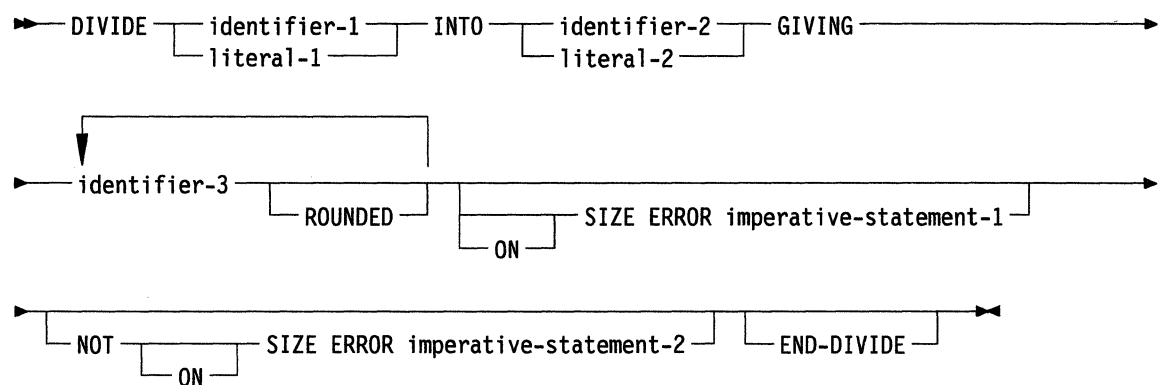 DIVIDE identifier-1 INTO identifier-2 GIVING
literal-1 literal-2
identifier-3
ROUNDED SIZE ERROR imperative-statement-1
ON
NOT SIZE ERROR imperative-statement-2 END-DIVIDE
ON